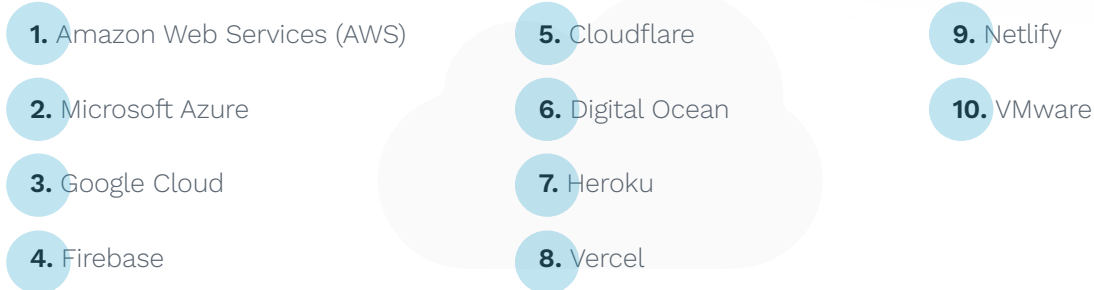 1. Amazon Web Services (AWS)
2. Microsoft Azure
3. Google Cloud
4. Firebase
5. Cloudflare
6. Digital Ocean
7. Heroku
8. Vercel
9. Netlify
10. VMware